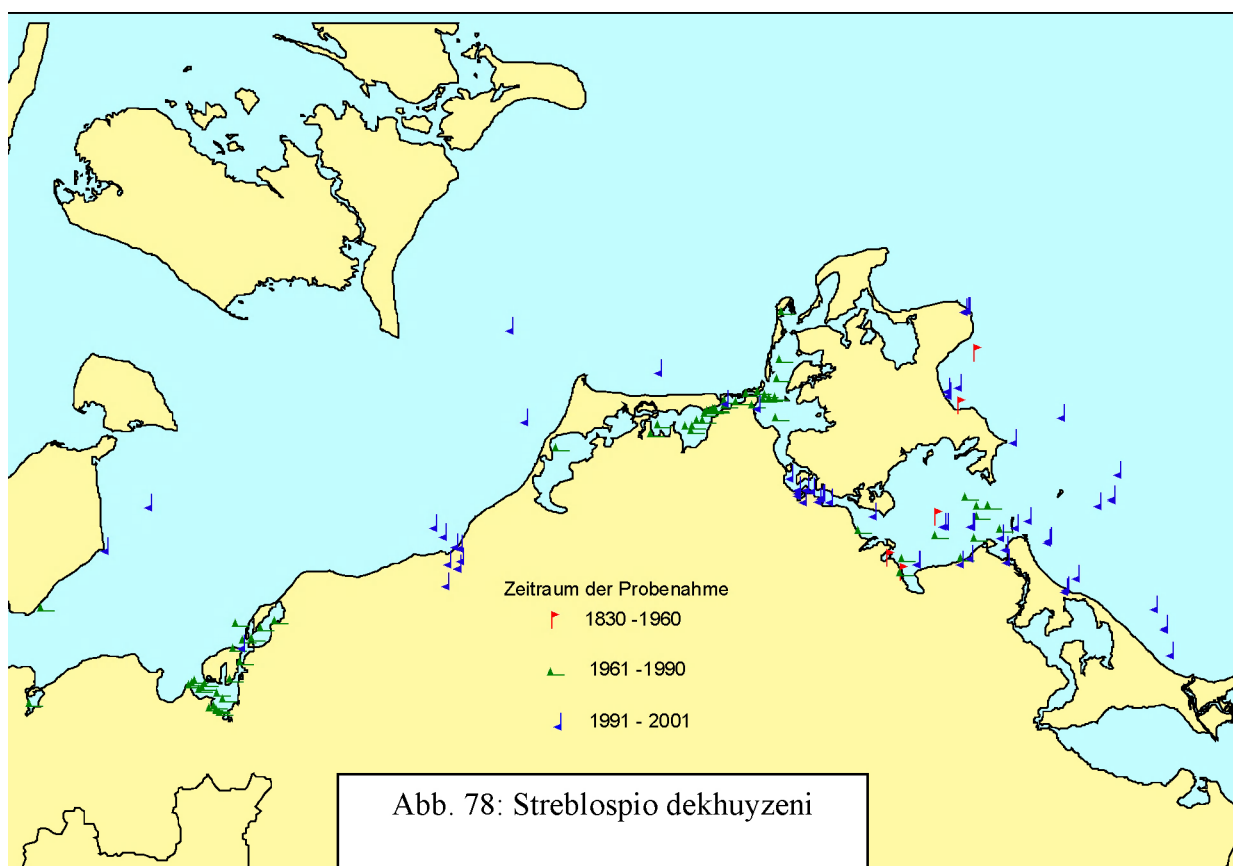 Zeitraum der Probenahme
1830 -1960
1961 -1990
1991 - 2001
Abb. 78: Streblospio dekhuyzeni